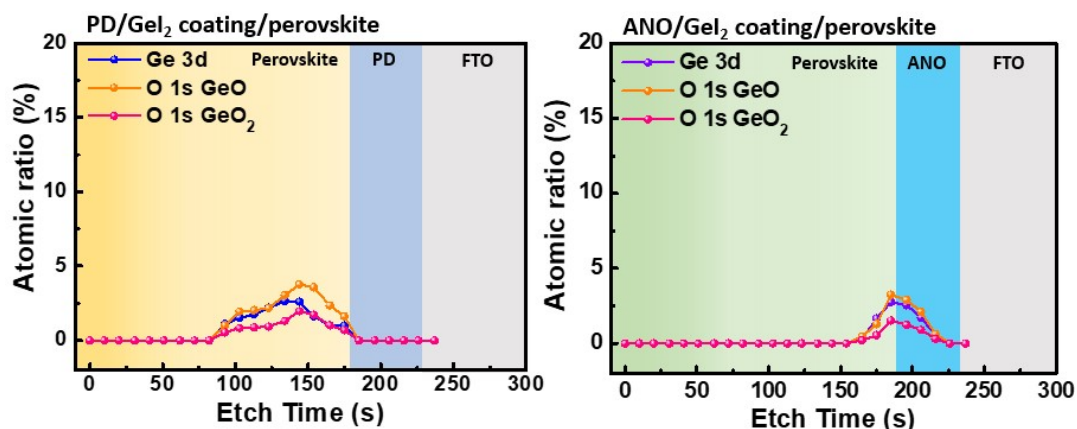 PD/GeI₂ coating/perovskite
20
15
10
5
0
Atomic ratio (%)
Ge 3d
O 1s GeO
O 1s GeO₂
Perovskite
PD
FTO
0 50 100 150 200 250 300
Etch Time (s)
ANO/GeI₂ coating/perovskite
20
15
10
5
0
Atomic ratio (%)
Ge 3d
O 1s GeO
O 1s GeO₂
Perovskite
ANO
FTO
0 50 100 150 200 250 300
Etch Time (s)